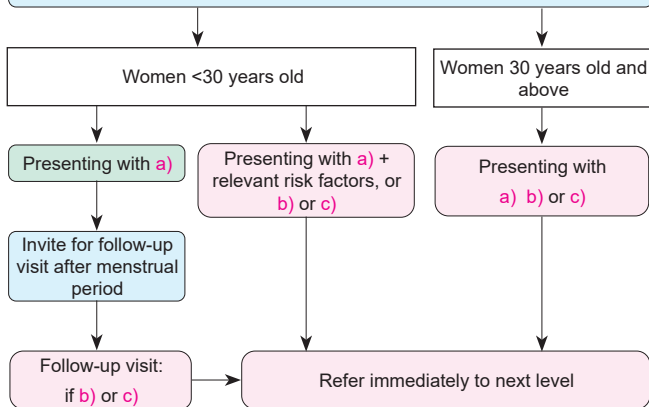 Women <30 years old
Women 30 years old and
above
Presenting with a)
Presenting with a) +
relevant risk factors, or
b) or c)
Presenting with
a) b) or c)
Invite for follow-up
visit after menstrual
period
Follow-up visit:
if b) or c)
Refer immediately to next level